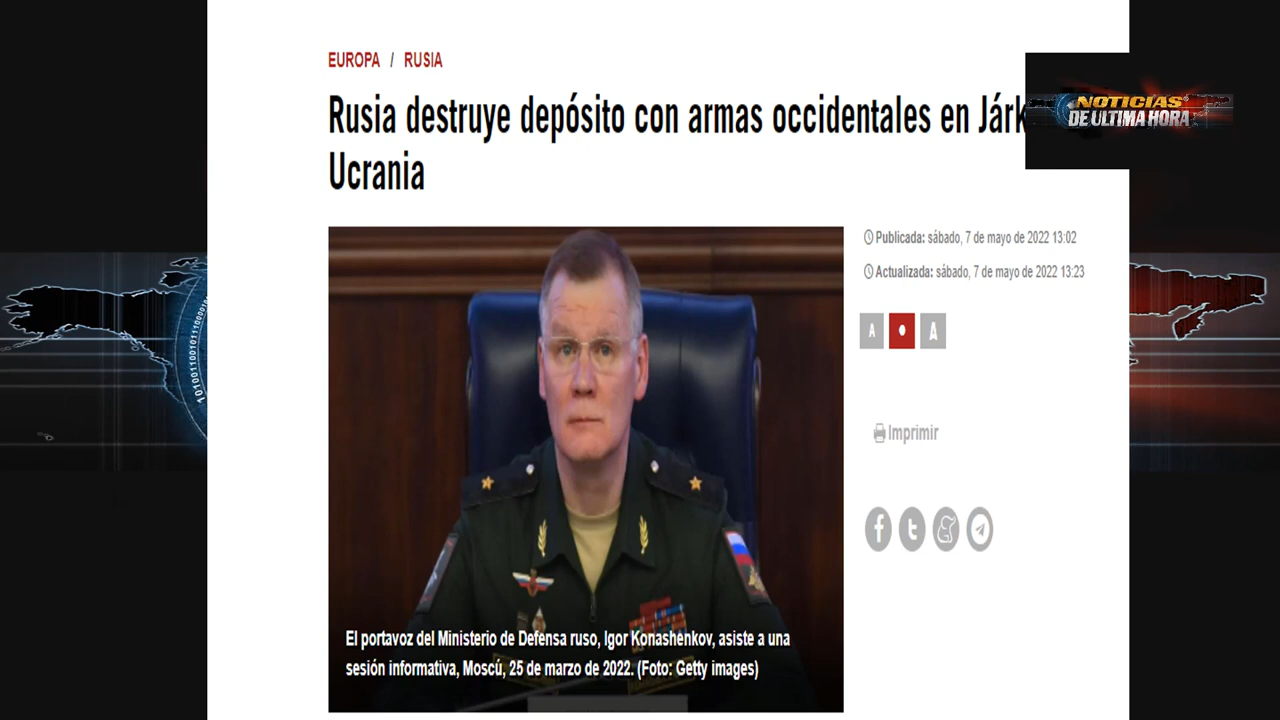 EUROPA / RUSIA
Rusia destruye depósito con armas occidentales en Járk
Ucrania
NOTICIAS
DE ULTIMA HORA
Publicada: sábado, 7 de mayo de 2022 13:02
Actualizada: sábado, 7 de mayo de 2022 13:23
A A
Imprimir
El portavoz del Ministerio de Defensa ruso, Igor Konashenkov, asiste a una
sesión informativa, Moscú, 25 de marzo de 2022. (Foto: Getty images)